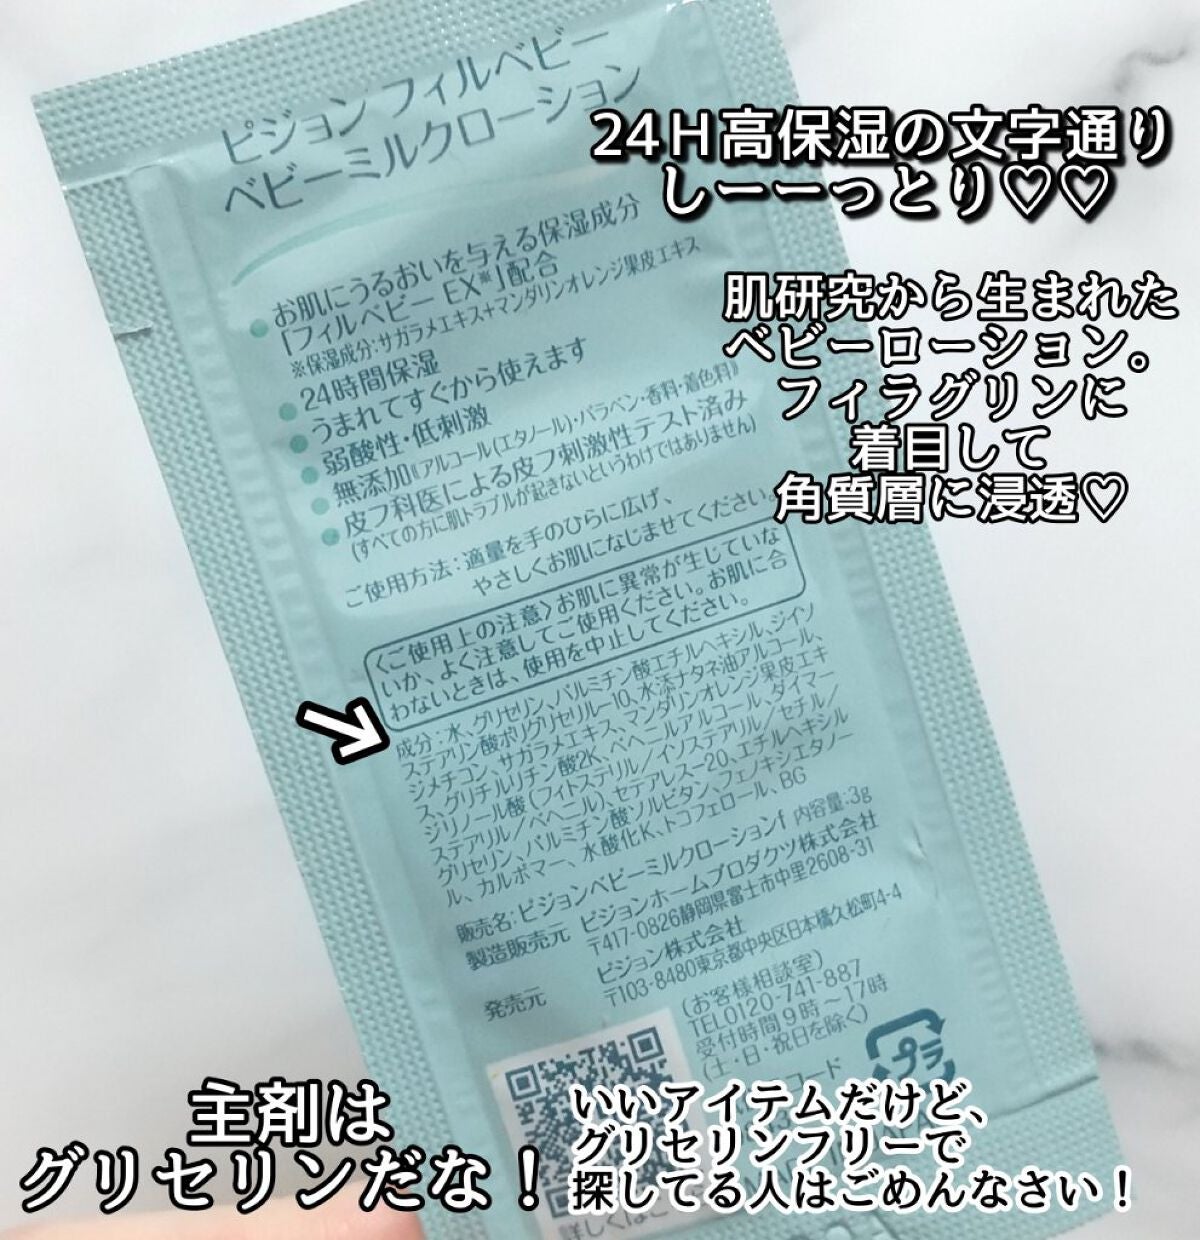 ピジョン フィルベビー
ベビーミルクローション
24H高保湿の文字通り
しーーっとり♡♡
肌研究から生まれた
ベビーローション。
フィラグリンに
着目して
角質層に浸透♡
お肌にうるおいを与える保湿成分
「フィルベビー EX※」配合
※保湿成分:サガラメエキス+マンダリンオレンジ果皮エキス
24時間保湿
うまれてすぐから使えます
弱酸性・低刺激
無添加《アルコール(エタノール)・パラベン・香料・着色料》
皮フ科医による皮フ刺激性テスト済み
(すべての方に肌トラブルが起きないというわけではありません)
ご使用方法:適量を手のひらに広げ、
やさしくお肌になじませてください。
〈ご使用上の注意〉お肌に異常が生じていな
いか、よく注意してご使用ください。お肌に合
わないときは、使用を中止してください。
成分:水、グリセリン、パルミチン酸エチルヘキシル、ジイソ
ステアリン酸ポリグリセリル-10、水添ナタネ油アルコール、
ジメチコン、サガラメエキス、マンダリンオレンジ果皮エキ
ス、グリチルリチン酸2K、ベヘニルアルコール、ダイマー
ジリノール酸(フィトステリル/イソステアリル/セチル/
ステアリル/ベヘニル)、セテアレス-20、エチルヘキシル
グリセリン、パルミチン酸ソルビタン、フェノキシエタノー
ル、カルボマー、水酸化K、トコフェロール、BG
販売名:ピジョンベビーミルクローションf 内容量:3g
製造販売元 ピジョンホームプロダクツ株式会社
〒417-0826静岡県富士市中里2608-31
発売元 ピジョン株式会社
〒103-8480東京都中央区日本橋久松町4-4
(お客様相談室)
TEL0120-741-887
受付時間9時~17時
(土・日・祝日を除く)
プラ
コード
詳しくはこ
主剤は
グリセリンだな!
いいアイテムだけど、
グリセリンフリーで
探してる人はごめんなさい!